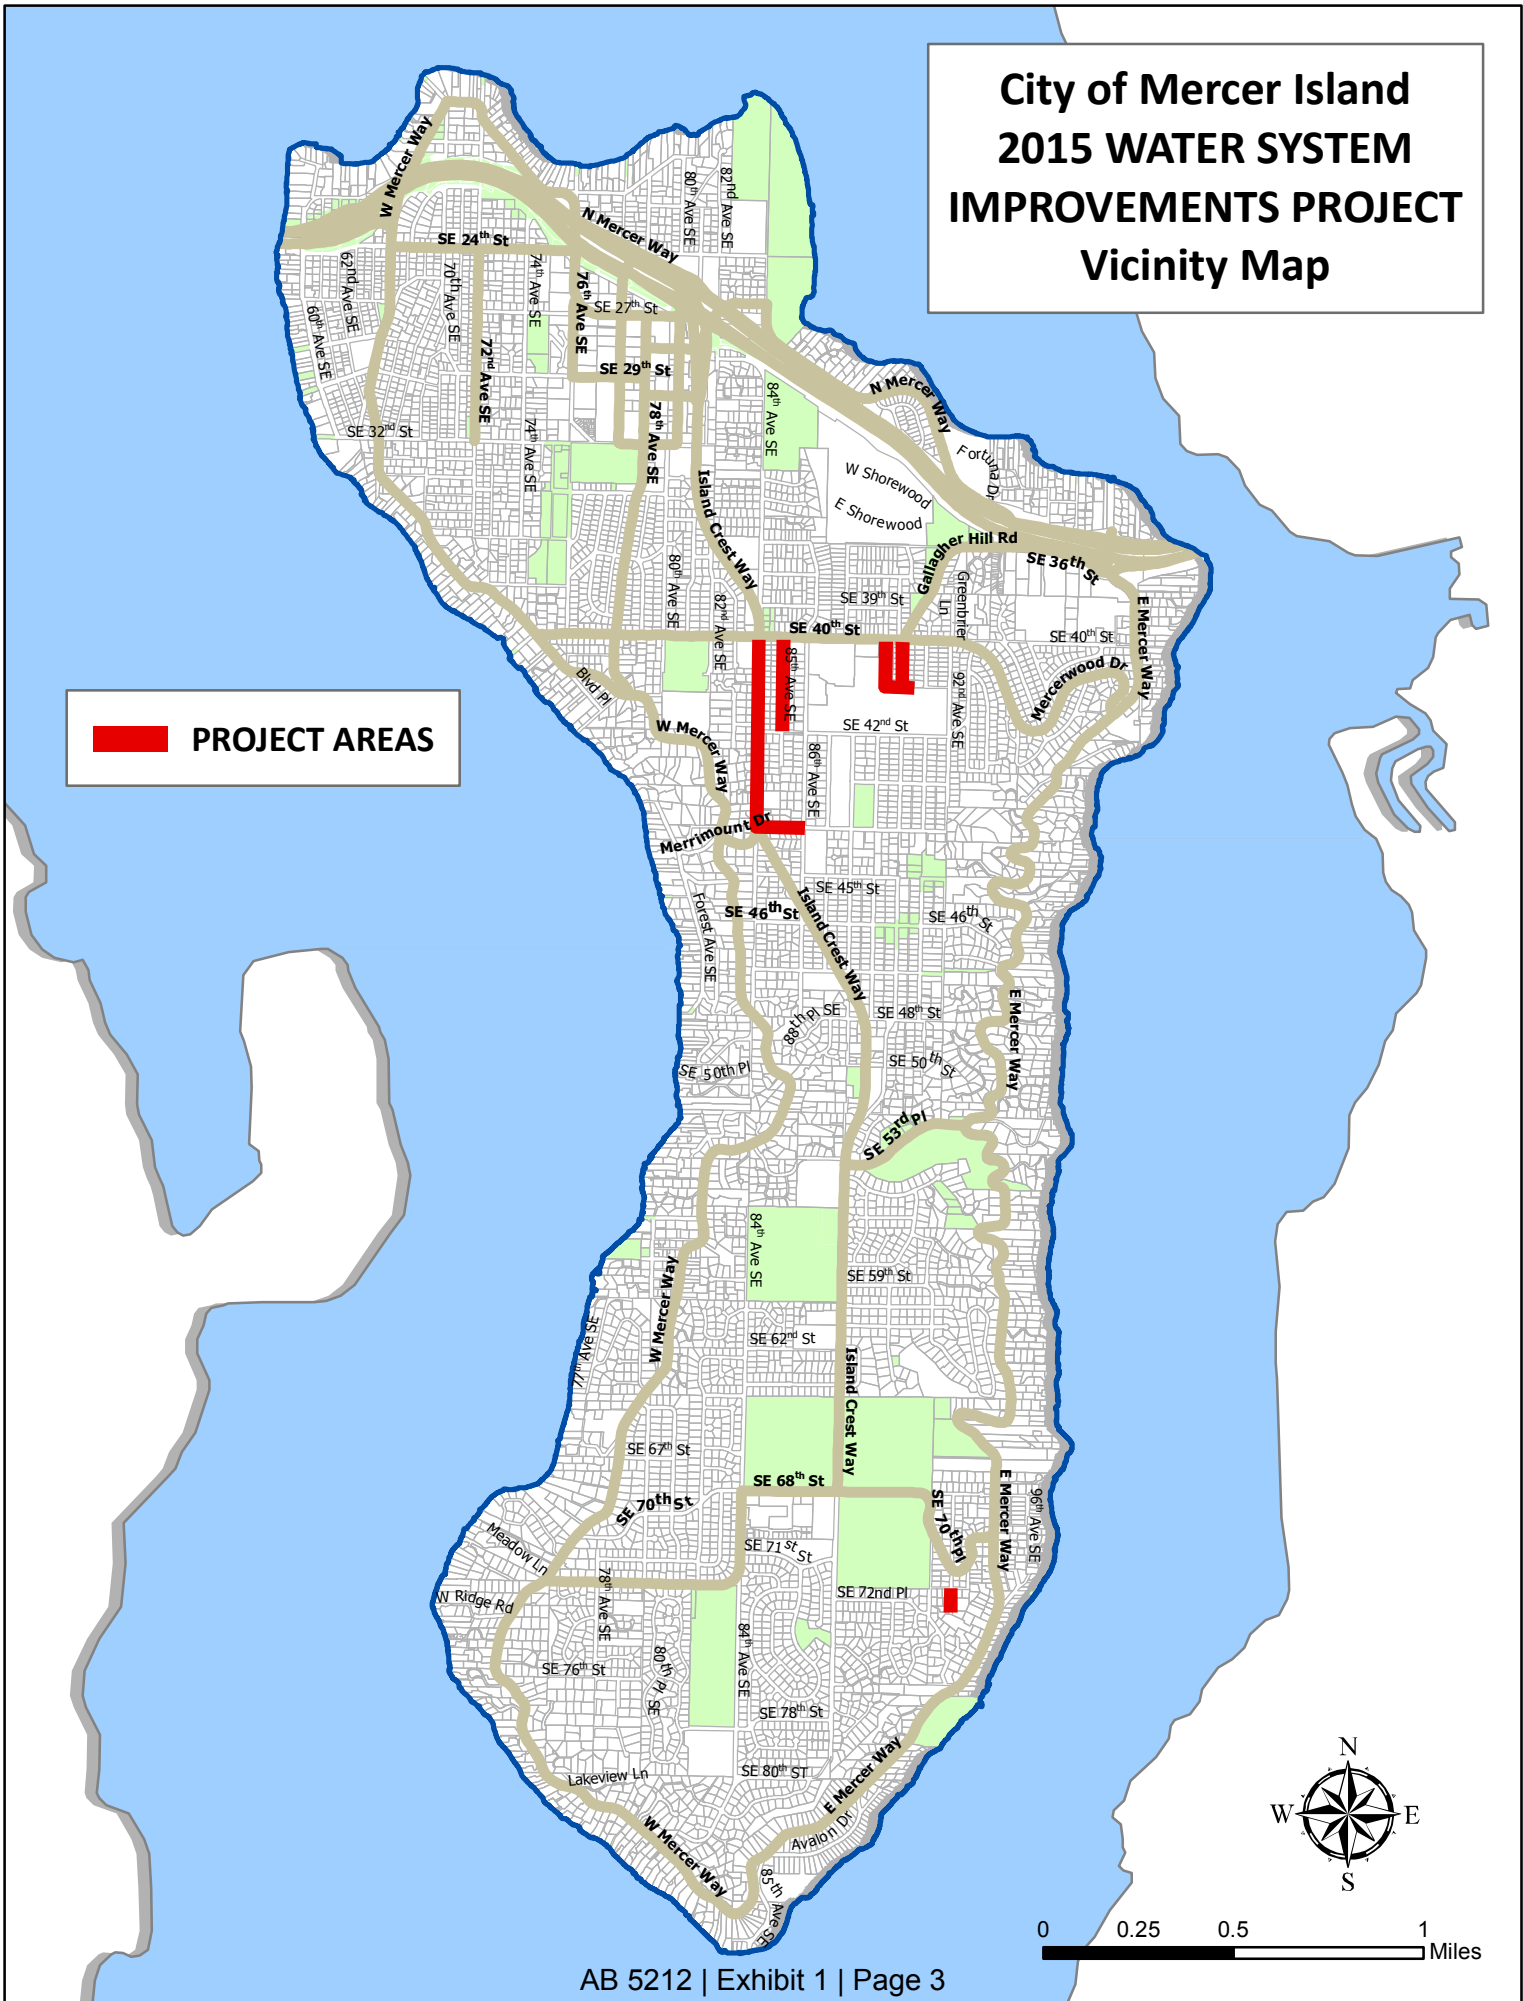 City of Mercer Island
2015 WATER SYSTEM
IMPROVEMENTS PROJECT
Vicinity Map
W Mercer Way
N Mercer Way
80th Ave SE
82nd Ave SE
SE 24th St
62nd Ave SE
60th Ave SE
70th Ave SE
74th Ave SE
76th Ave SE
SE 27th St
72nd Ave SE
SE 29th St
78th Ave SE
84th Ave SE
N Mercer Way
SE 32nd St
74th Ave SE
Fortuna Dr
W Shorewood
E Shorewood
Island Crest Way
Gallagher Hill Rd
SE 36th St
80th Ave SE
82nd Ave SE
SE 39th St
Greenbrier
Ln
E Mercer Way
SE 40th St
SE 40th St
85th Ave SE
92nd Ave SE
Mercerwood Dr
Blvd Pl
SE 42nd St
W Mercer Way
86th Ave SE
PROJECT AREAS
Merrimount Dr
SE 45th St
Forest Ave SE
SE 46th St
Island Crest Way
SE 46th St
88th Pl SE
SE 48th St
E Mercer Way
SE 50th Pl
SE 50th St
SE 53rd Pl
84th Ave SE
W Mercer Way
SE 59th St
77th Ave SE
SE 62nd St
Island Crest Way
SE 67th St
SE 68th St
SE 70th St
SE 70th Pl
E Mercer Way
96th Ave SE
Meadow Ln
SE 71st St
W Ridge Rd
78th Ave SE
SE 72nd Pl
84th Ave SE
SE 76th St
80th Pl SE
SE 78th St
Lakeview Ln
SE 80th ST
E Mercer Way
Avalon Dr
W Mercer Way
85th Ave SE
N
W
E
S
0
0.25
0.5
1
Miles
AB 5212 | Exhibit 1 | Page 3